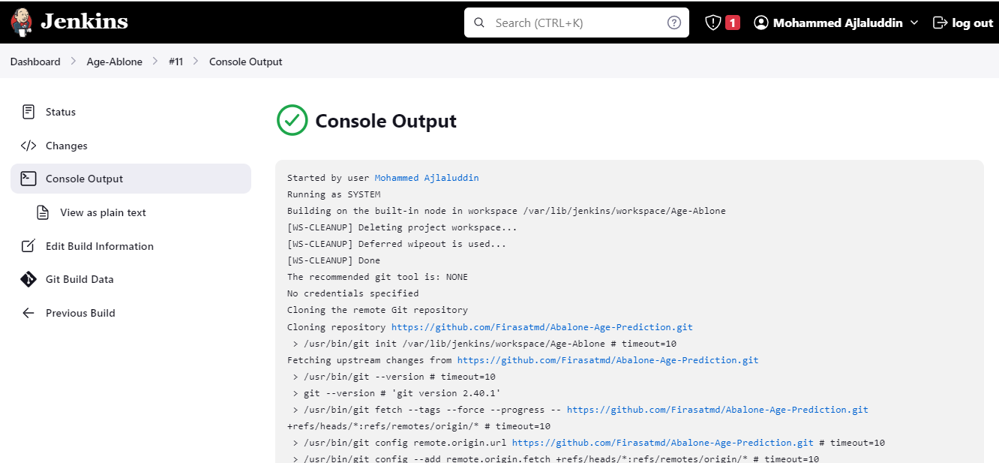 Jenkins
Search (CTRL+K)
1
Mohammed Ajlaluddin
log out
Dashboard
Age-Ablone
#11
Console Output
Status
Changes
Console Output
View as plain text
Edit Build Information
Git Build Data
Previous Build
Console Output
Started by user Mohammed Ajlaluddin
Running as SYSTEM
Building on the built-in node in workspace /var/lib/jenkins/workspace/Age-Ablone
[WS-CLEANUP] Deleting project workspace...
[WS-CLEANUP] Deferred wipeout is used...
[WS-CLEANUP] Done
The recommended git tool is: NONE
No credentials specified
Cloning the remote Git repository
Cloning repository https://github.com/Firasatmd/Abalone-Age-Prediction.git
 > /usr/bin/git init /var/lib/jenkins/workspace/Age-Ablone # timeout=10
Fetching upstream changes from https://github.com/Firasatmd/Abalone-Age-Prediction.git
 > /usr/bin/git --version # timeout=10
 > git --version # 'git version 2.40.1'
 > /usr/bin/git fetch --tags --force --progress -- https://github.com/Firasatmd/Abalone-Age-Prediction.git
+refs/heads/*:refs/remotes/origin/* # timeout=10
 > /usr/bin/git config remote.origin.url https://github.com/Firasatmd/Abalone-Age-Prediction.git # timeout=10
 > /usr/bin/git config --add remote.origin.fetch +refs/heads/*:refs/remotes/origin/* # timeout=10